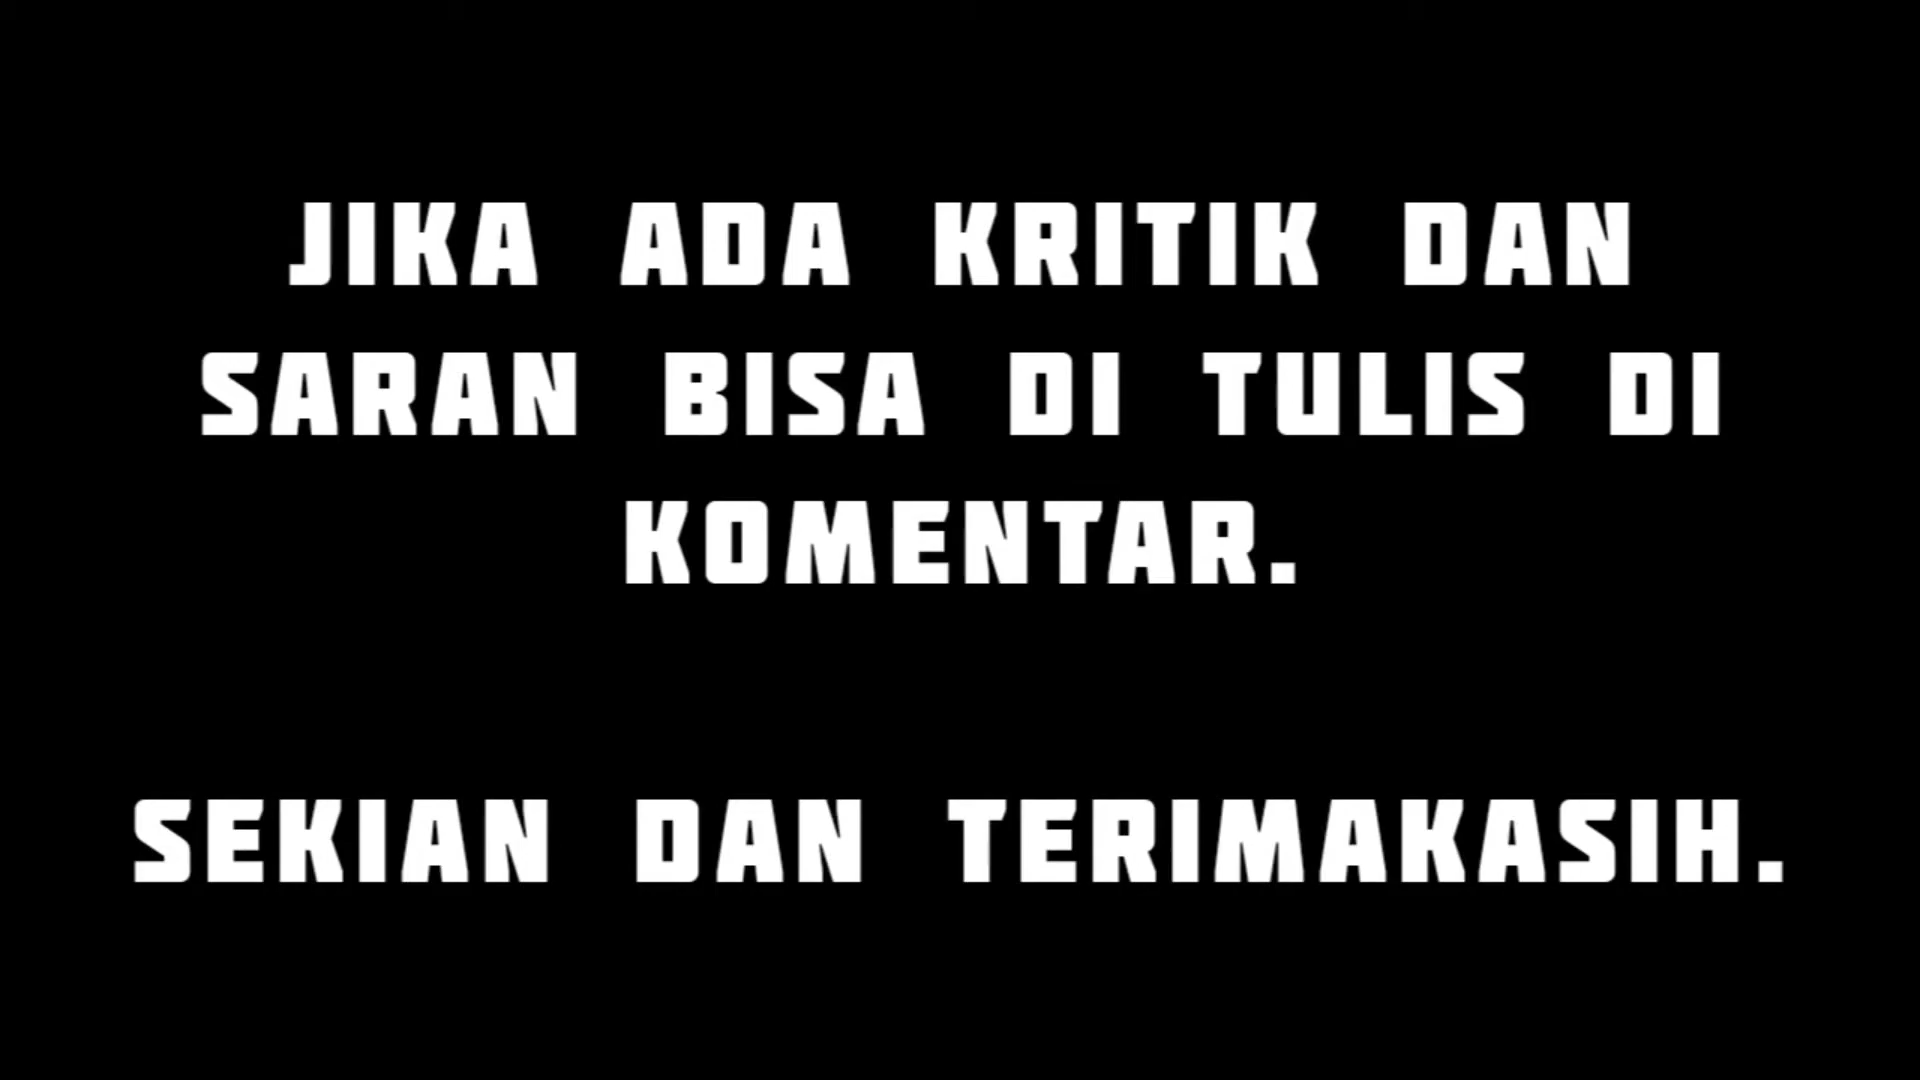 JIKA ADA KRITIK DAN
SARAN BISA DI TULIS DI
KOMENTAR.
SEKIAN DAN TERIMAKASIH.